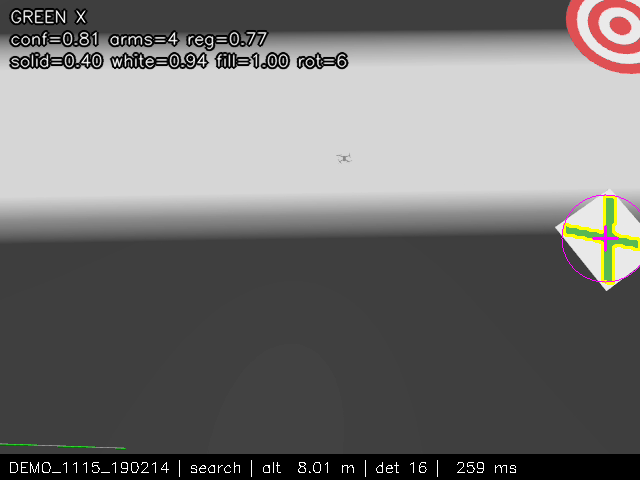 GREEN X
conf=0.81 arms=4 reg=0.77
solid=0.40 white=0.94 fill=1.00 rot=6
DEMO_1115_190214 | search | alt 8.01 m | det 16 | 259 ms